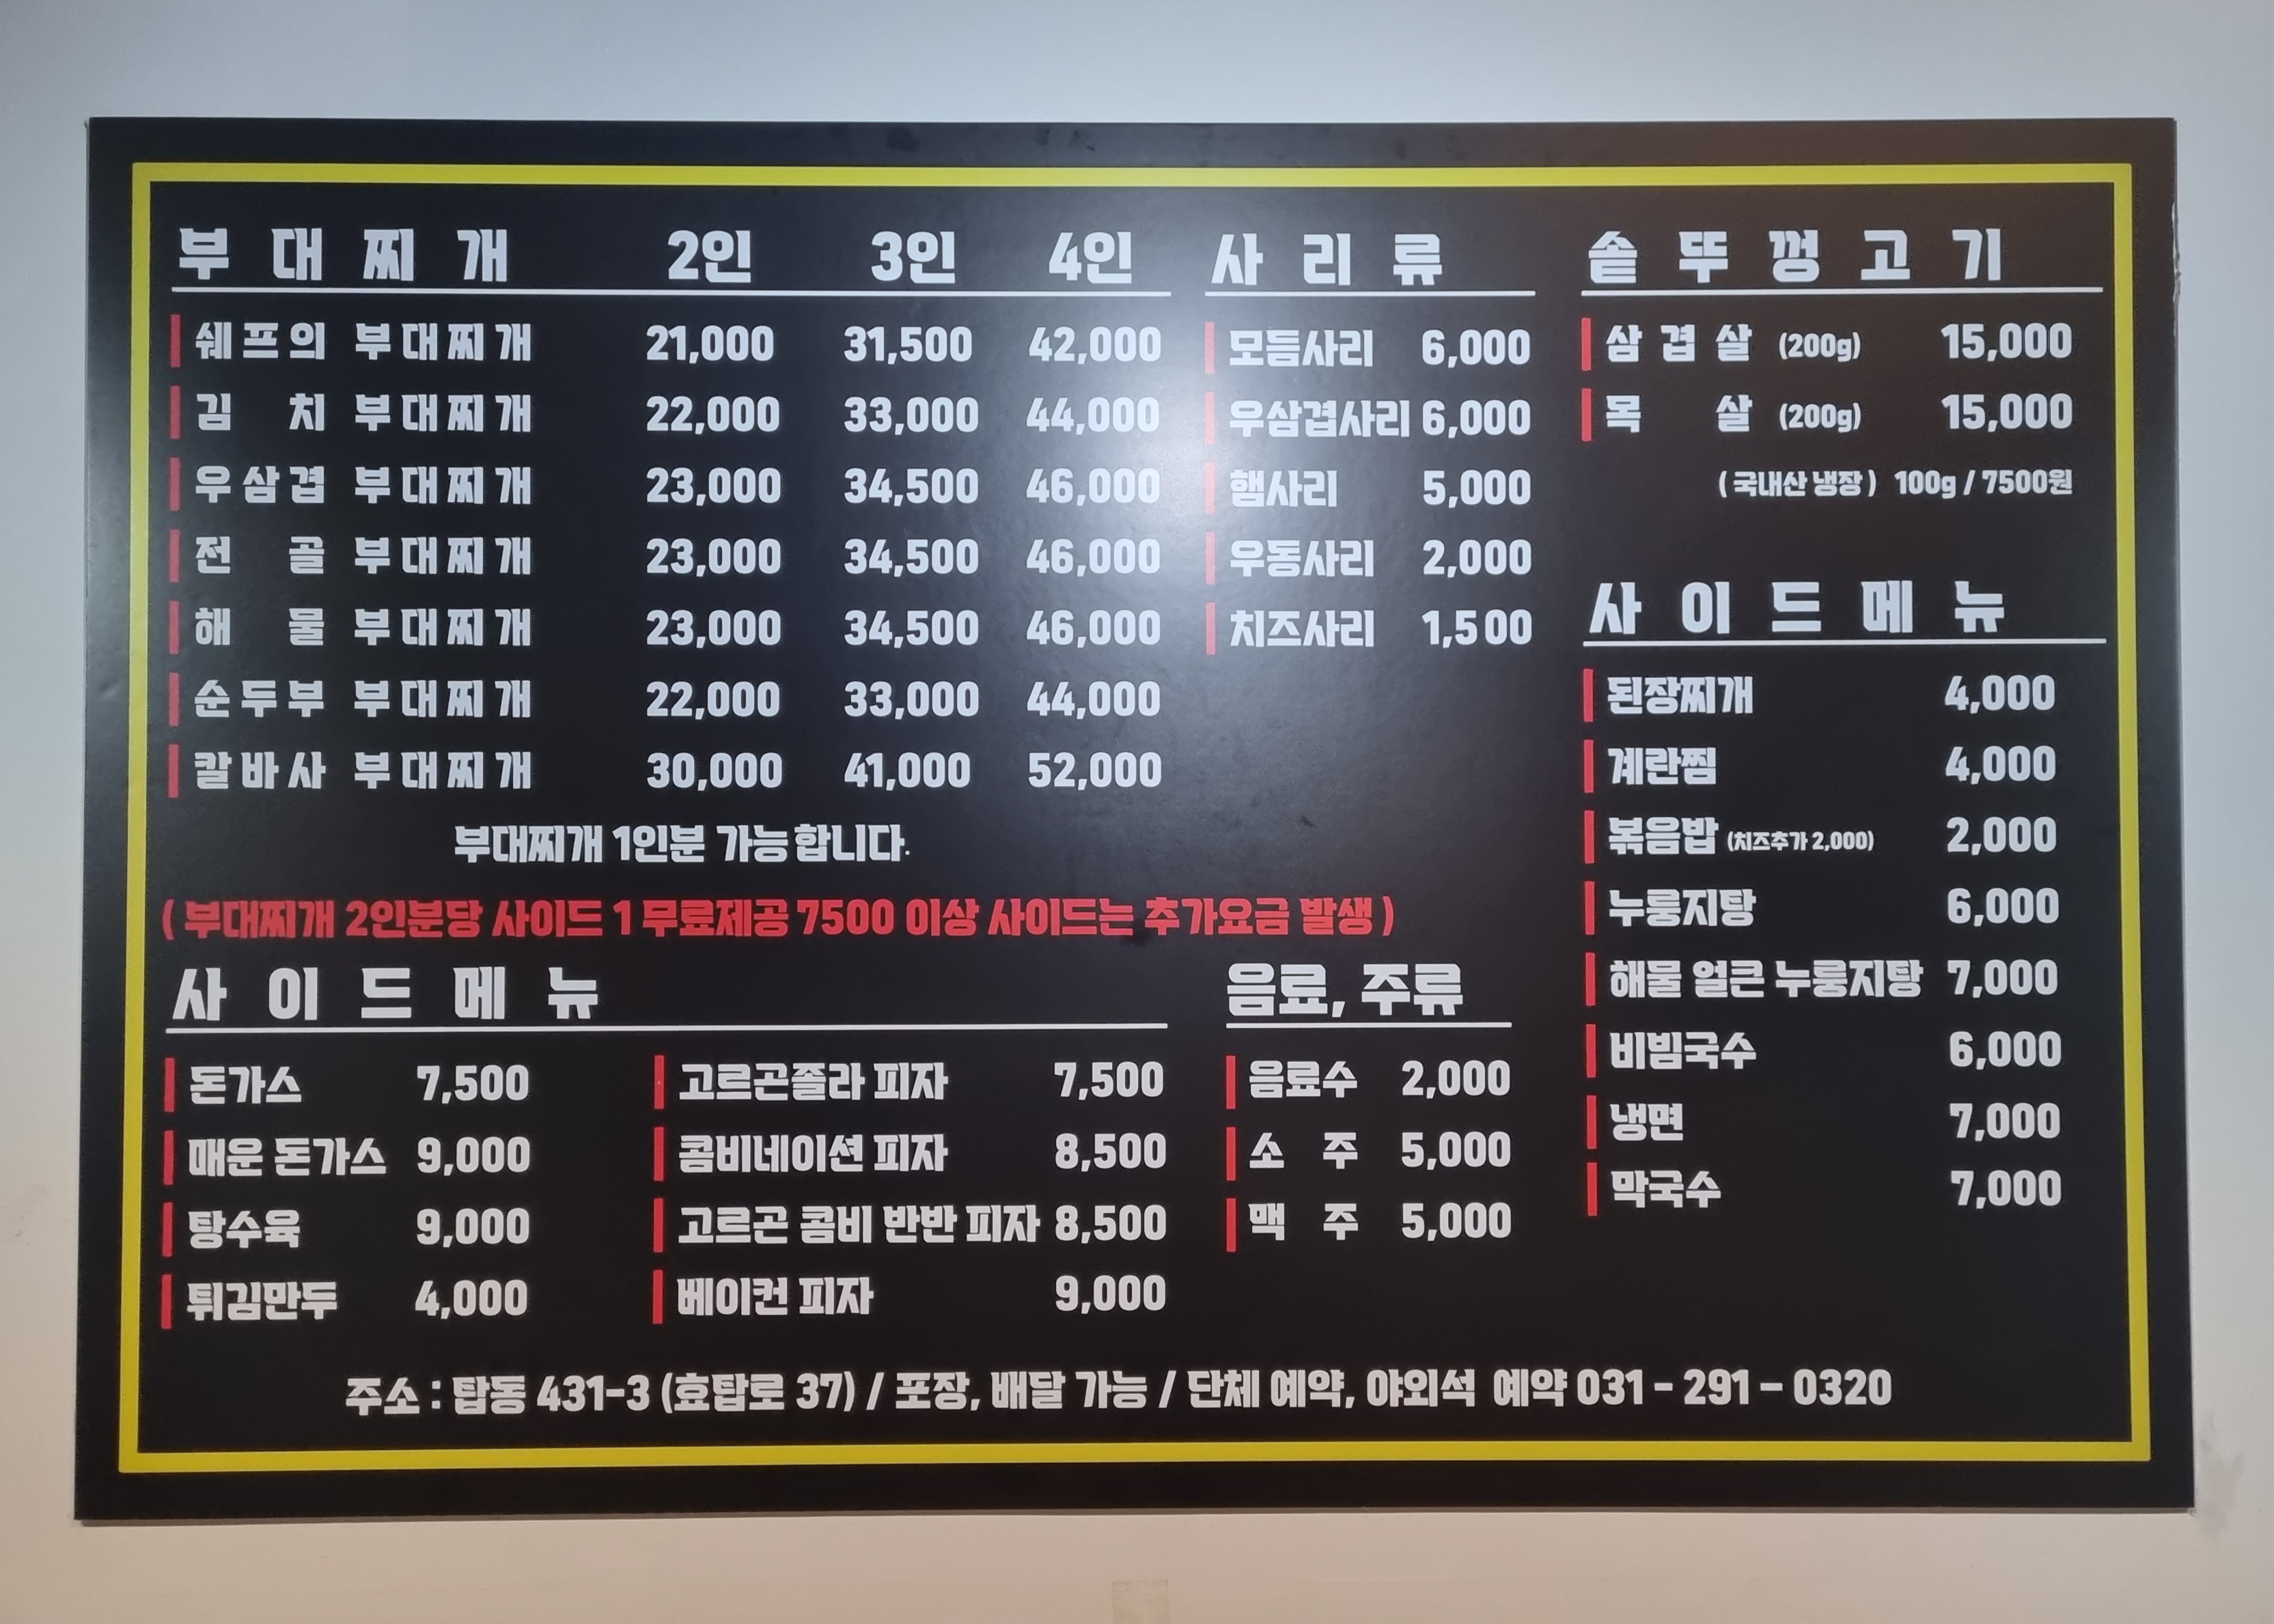 부대찌개 2인 3인 4인
쉐프의 부대찌개 21,000 31,500 42,000
김치 부대찌개 22,000 33,000 44,000
우삼겹 부대찌개 23,000 34,500 46,000
전골 부대찌개 23,000 34,500 46,000
해물 부대찌개 23,000 34,500 46,000
순두부 부대찌개 22,000 33,000 44,000
칼바사 부대찌개 30,000 41,000 52,000
부대찌개 1인분 가능합니다.
( 부대찌개 2인분당 사이드 1 무료제공 7500 이상 사이드는 추가요금 발생 )
사리류
모듬사리 6,000
우삼겹사리 6,000
햄사리 5,000
우동사리 2,000
치즈사리 1,500
솥뚜껑고기
삼겹살 (200g) 15,000
목살 (200g) 15,000
( 국내산 냉장 ) 100g / 7500원
사이드메뉴
된장찌개 4,000
계란찜 4,000
볶음밥 (치즈추가 2,000) 2,000
누룽지탕 6,000
해물 얼큰 누룽지탕 7,000
비빔국수 6,000
냉면 7,000
막국수 7,000
사이드메뉴
돈가스 7,500
매운 돈가스 9,000
탕수육 9,000
튀김만두 4,000
고르곤졸라 피자 7,500
콤비네이션 피자 8,500
고르곤 콤비 반반 피자 8,500
베이컨 피자 9,000
음료, 주류
음료수 2,000
소주 5,000
맥주 5,000
주소 : 탑동 431-3 (효탑로 37) / 포장, 배달 가능 / 단체 예약, 야외석 예약 031 - 291 - 0320